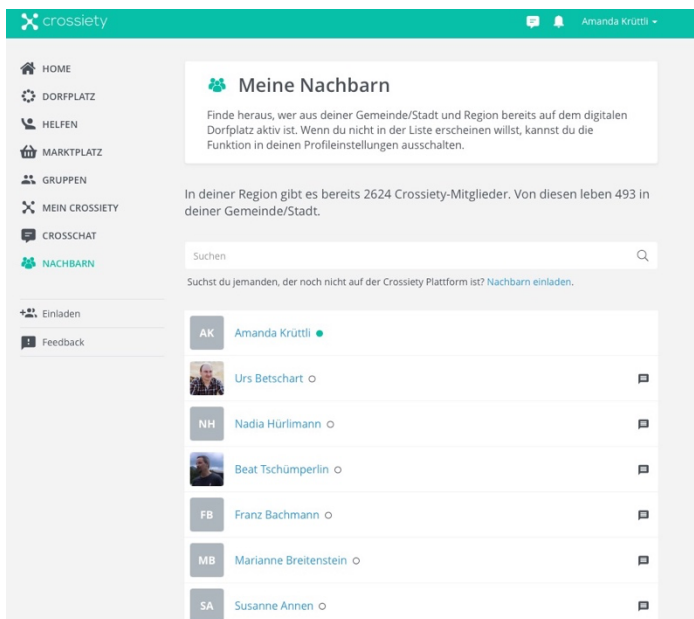 crossiety
Amanda Krüttli
HOME
DORFPLATZ
HELFEN
MARKTPLATZ
GRUPPEN
MEIN CROSSIETY
CROSSCHAT
NACHBARN
Einladen
Feedback
Meine Nachbarn
Finde heraus, wer aus deiner Gemeinde/Stadt und Region bereits auf dem digitalen
Dorfplatz aktiv ist. Wenn du nicht in der Liste erscheinen willst, kannst du die
Funktion in deinen Profileinstellungen ausschalten.
In deiner Region gibt es bereits 2624 Crossiety-Mitglieder. Von diesen leben 493 in
deiner Gemeinde/Stadt.
Suchen
Suchst du jemanden, der noch nicht auf der Crossiety Plattform ist? Nachbarn einladen.
AK Amanda Krüttli
Urs Betschart
NH Nadia Hürlimann
Beat Tschümperlin
FB Franz Bachmann
MB Marianne Breitenstein
SA Susanne Annen